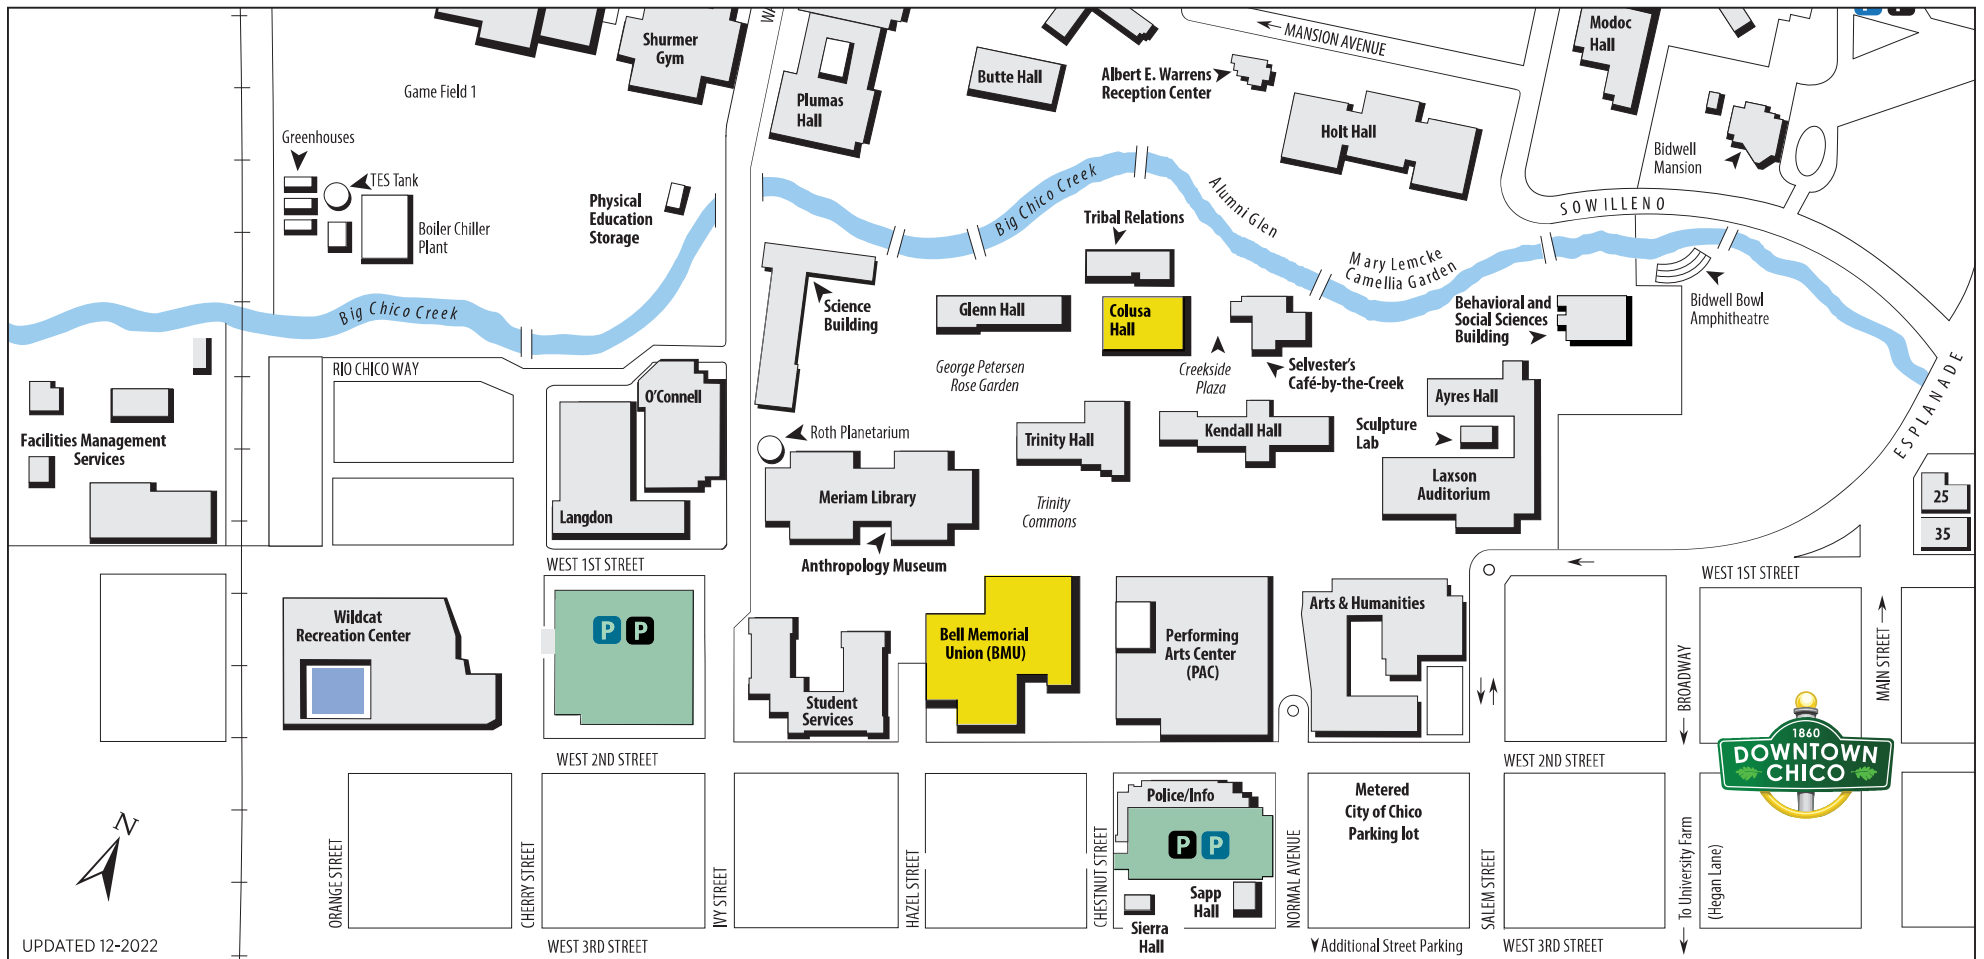 MANSION AVENUE
Modoc
Hall
Shurmer
Gym
Butte Hall
Albert E. Warrens
Reception Center
Game Field 1
Plumas
Hall
Holt Hall
Greenhouses
Bidwell
Mansion
TES Tank
Physical
Education
Storage
Big Chico Creek
Alumni Glen
SOWILLENO
Tribal Relations
Boiler Chiller
Plant
Mary Lemcke
Camellia Garden
Big Chico Creek
Science
Building
Glenn Hall
Colusa
Hall
Behavioral and
Social Sciences
Building
Bidwell Bowl
Amphitheatre
RIO CHICO WAY
George Petersen
Rose Garden
Creekside
Plaza
Selvester's
Café-by-the-Creek
ESPLANADE
O'Connell
Ayres Hall
Facilities Management
Services
Roth Planetarium
Trinity Hall
Kendall Hall
Sculpture
Lab
Langdon
Meriam Library
Trinity
Commons
Laxson
Auditorium
25
35
WEST 1ST STREET
Anthropology Museum
WEST 1ST STREET
Wildcat
Recreation Center
P P
Bell Memorial
Union (BMU)
Performing
Arts Center
(PAC)
Arts & Humanities
BROADWAY
MAIN STREET
Student
Services
1860
DOWNTOWN
CHICO
WEST 2ND STREET
WEST 2ND STREET
Police/Info
P P
Metered
City of Chico
Parking lot
N
ORANGE STREET
CHERRY STREET
IVY STREET
HAZEL STREET
CHESTNUT STREET
NORMAL AVENUE
SALEM STREET
To University Farm
(Hegan Lane)
Sapp
Hall
Sierra
Hall
UPDATED 12-2022
WEST 3RD STREET
Additional Street Parking
WEST 3RD STREET